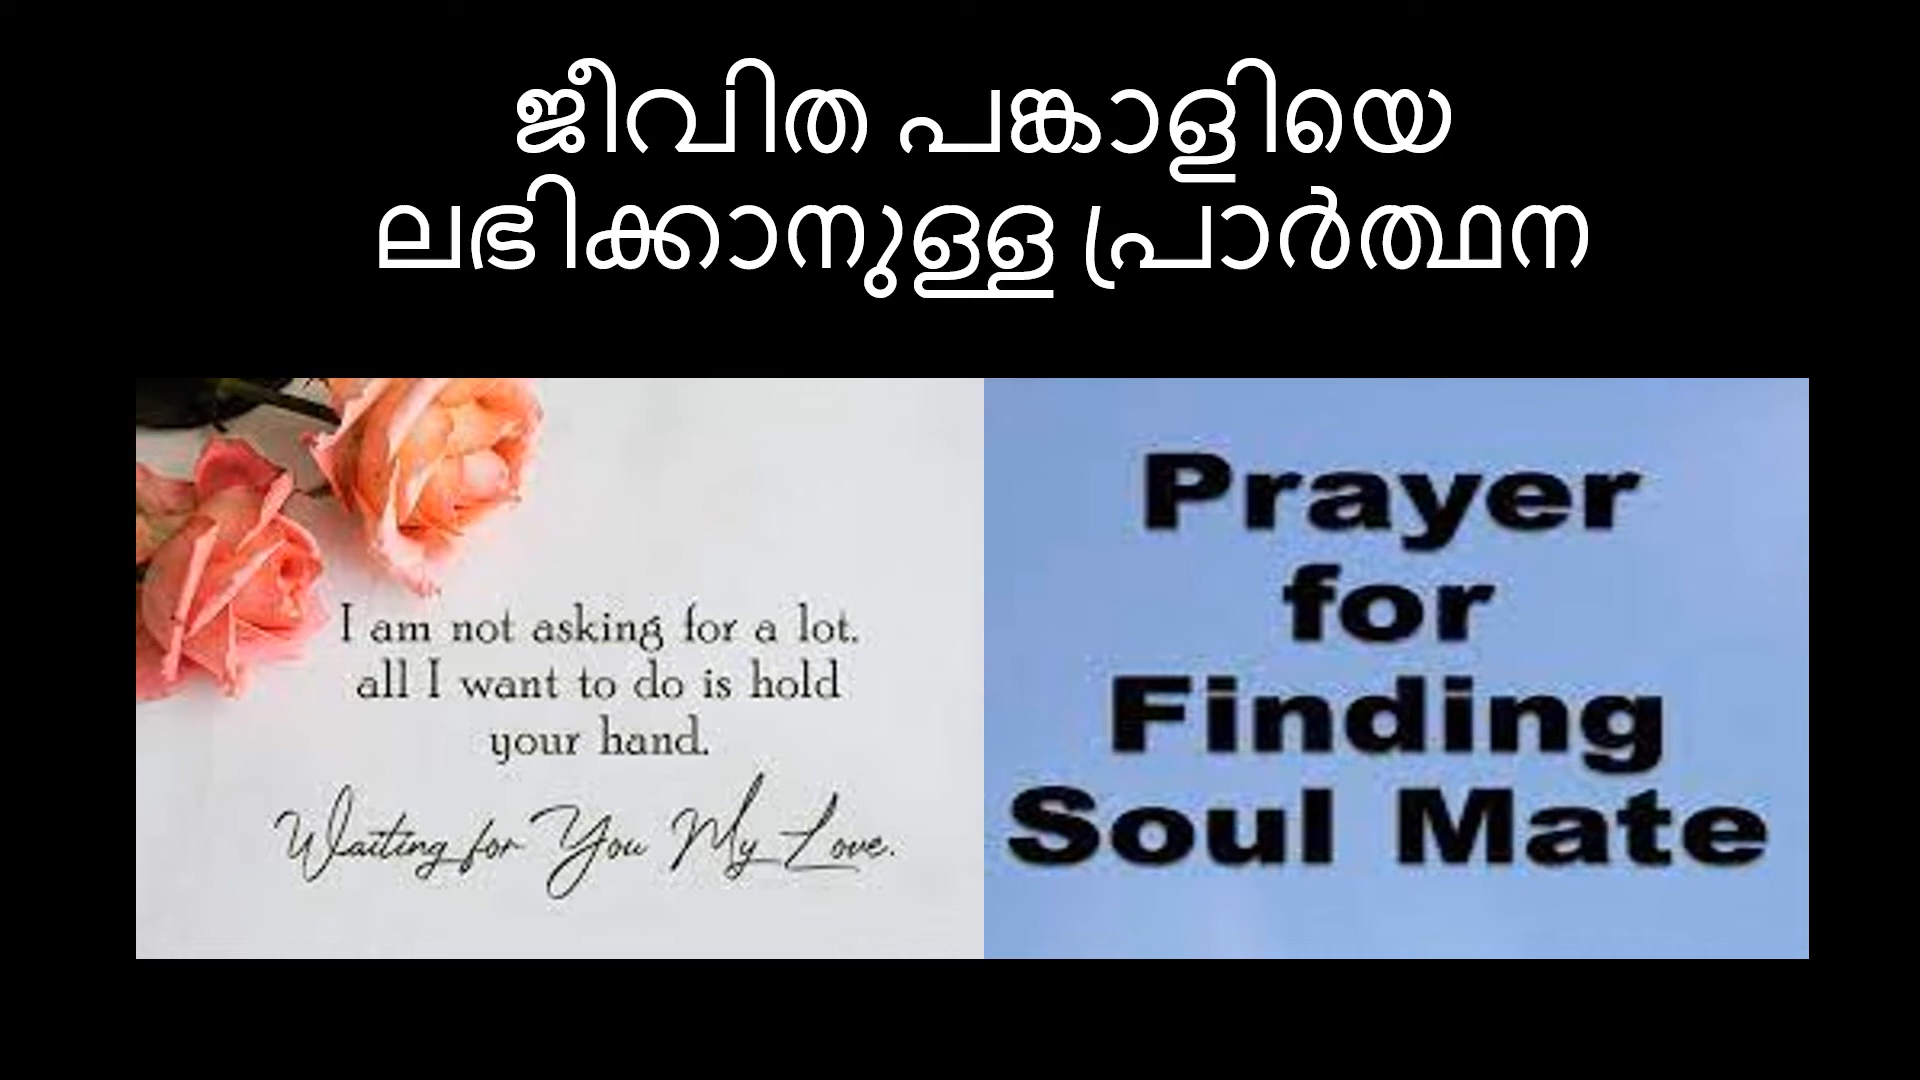 ജീവിത പങ്കാളിയെ
ലഭിക്കാനുള്ള പ്രാർത്ഥന
I am not asking for a lot.
all I want to do is hold
your hand.
Waiting for You My Love.
Prayer
for
Finding
Soul Mate